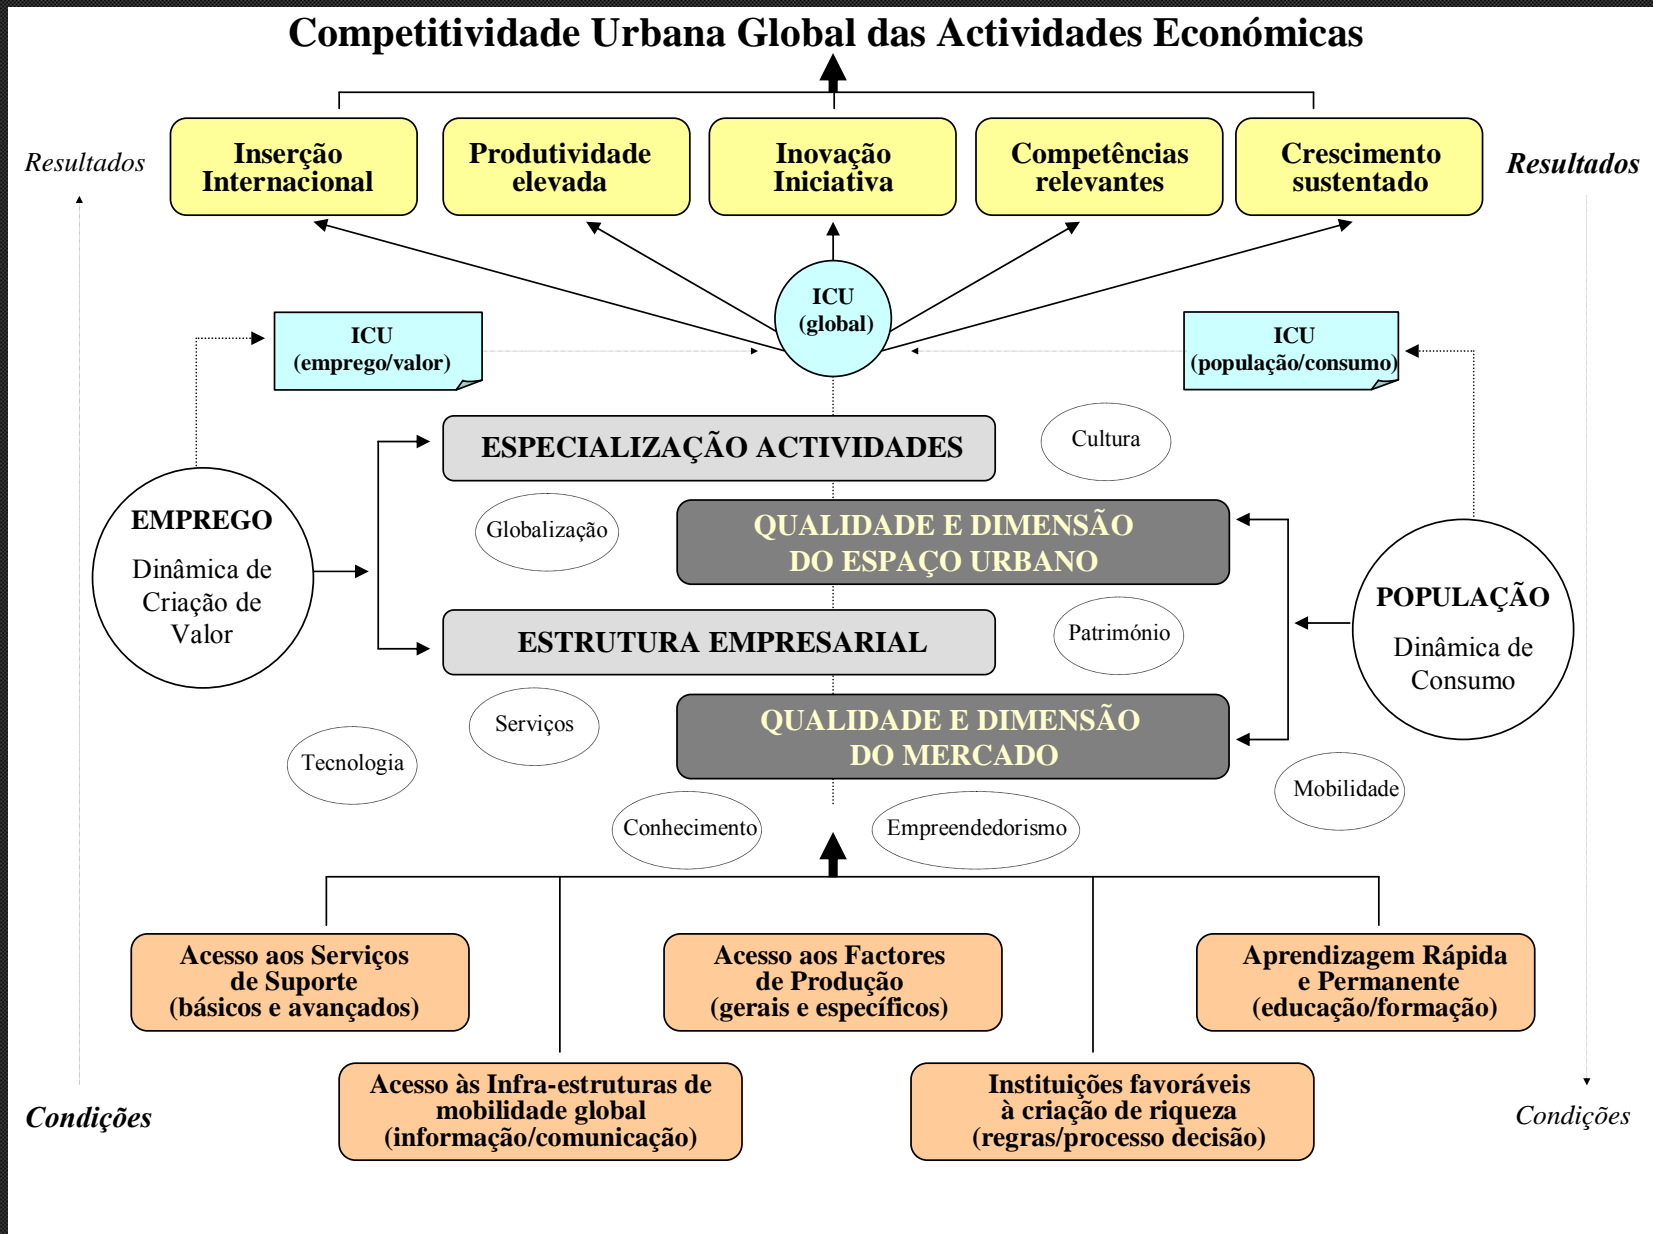 Competitividade Urbana Global das Actividades Económicas
Resultados
Inserção
Internacional
Produtividade
elevada
Inovação
Iniciativa
Competências
relevantes
Crescimento
sustentado
Resultados
ICU
(global)
ICU
(emprego/valor)
ICU
(população/consumo)
ESPECIALIZAÇÃO ACTIVIDADES
Cultura
EMPREGO
Dinâmica de
Criação de
Valor
Globalização
QUALIDADE E DIMENSÃO
DO ESPAÇO URBANO
POPULAÇÃO
Dinâmica de
Consumo
ESTRUTURA EMPRESARIAL
Património
Serviços
QUALIDADE E DIMENSÃO
DO MERCADO
Tecnologia
Mobilidade
Conhecimento
Empreendedorismo
Acesso aos Serviços
de Suporte
(básicos e avançados)
Acesso aos Factores
de Produção
(gerais e específicos)
Aprendizagem Rápida
e Permanente
(educação/formação)
Acesso às Infra-estruturas de
mobilidade global
(informação/comunicação)
Instituições favoráveis
à criação de riqueza
(regras/processo decisão)
Condições
Condições